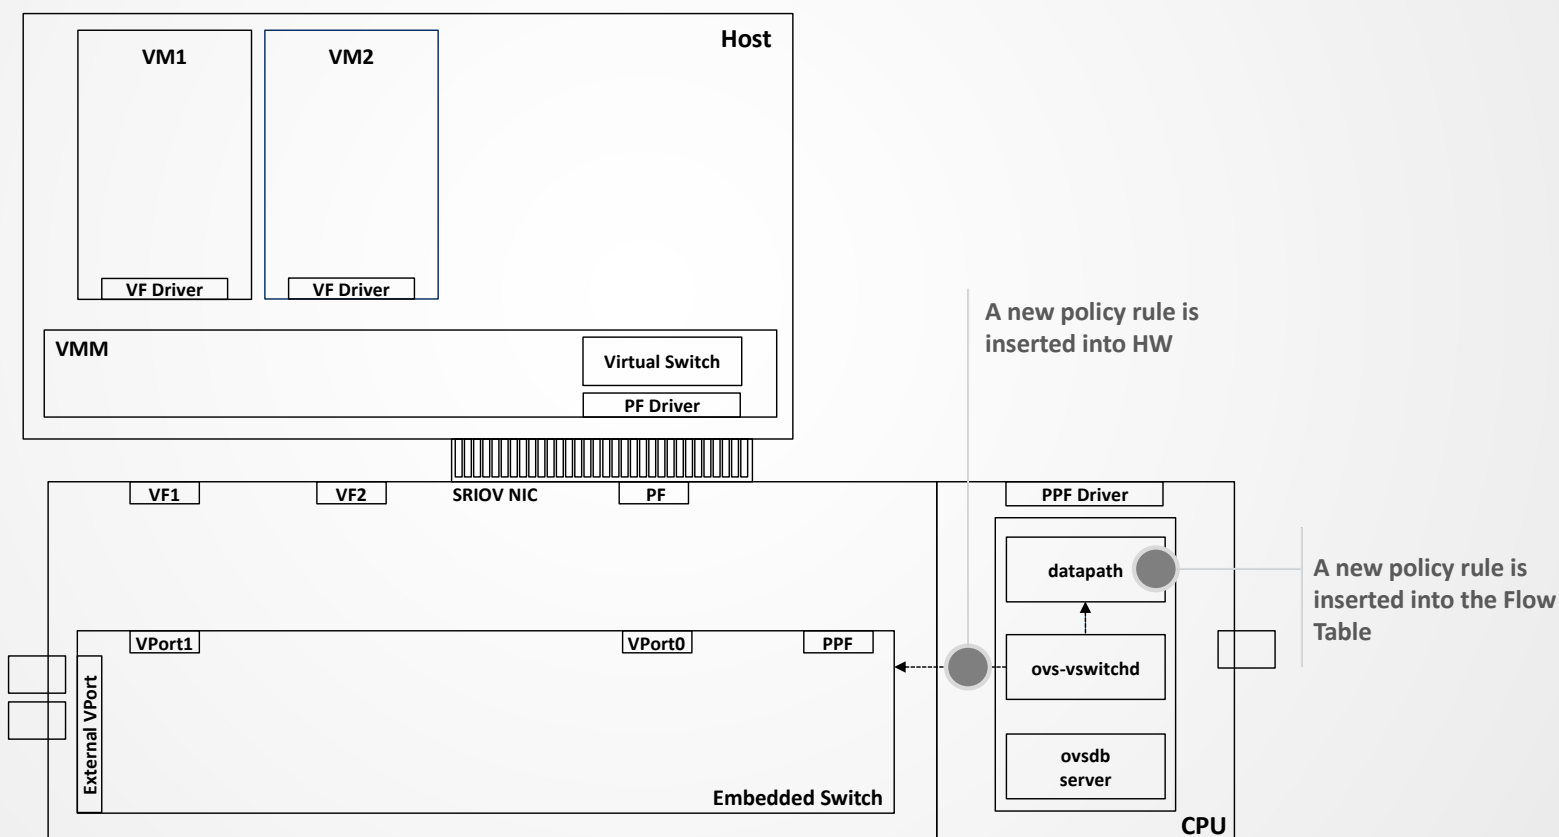 Host
VM1
VM2
VF Driver
VF Driver
VMM
Virtual Switch
PF Driver
A new policy rule is
inserted into HW
VF1
VF2
SRIOV NIC
PF
PPF Driver
datapath
A new policy rule is
inserted into the Flow
Table
VPort1
VPort0
PPF
ovs-vswitchd
External VPort
ovsdb
server
Embedded Switch
CPU